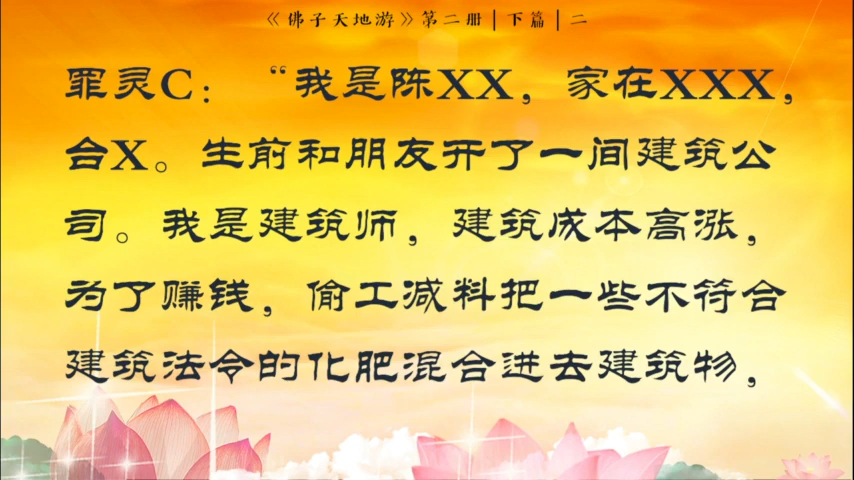 《佛子天地游》第二册|下篇|二
罪灵C：“我是陈XX，家在XXX，
台X。生前和朋友开了一间建筑公
司。我是建筑师，建筑成本高涨，
为了赚钱，偷工减料把一些不符合
建筑法令的化肥混合进去建筑物，